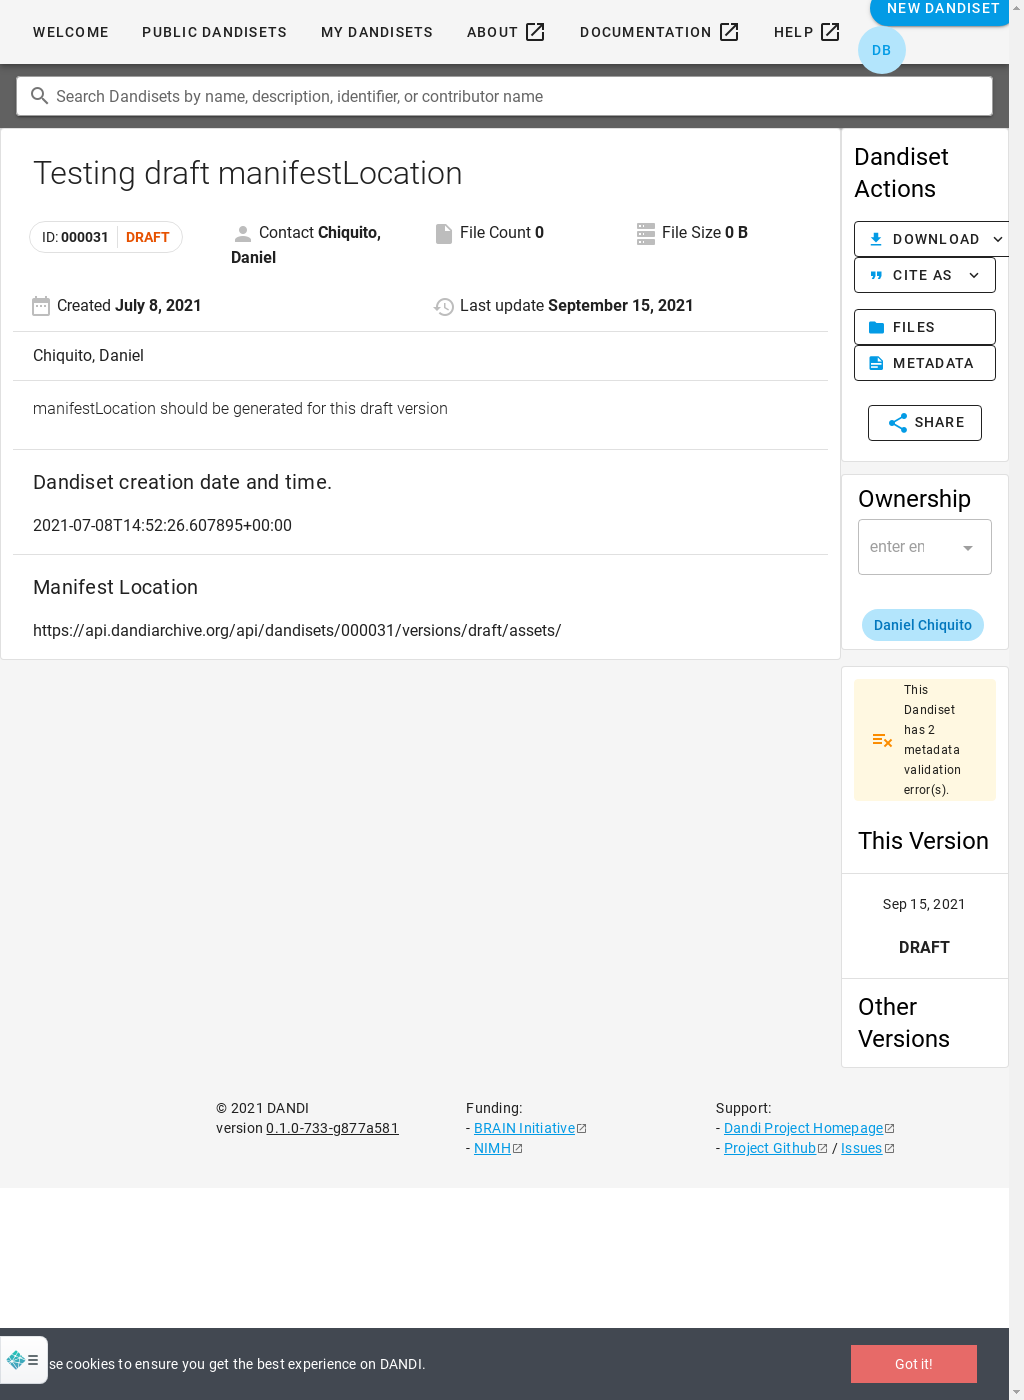 WELCOME PUBLIC DANDISETS MY DANDISETS ABOUT DOCUMENTATION HELP NEW DANDISET
DB
Search Dandisets by name, description, identifier, or contributor name
Testing draft manifestLocation
ID: 000031 DRAFT
Contact Chiquito, Daniel
File Count 0
File Size 0 B
Created July 8, 2021
Last update September 15, 2021
Chiquito, Daniel
manifestLocation should be generated for this draft version
Dandiset creation date and time.
2021-07-08T14:52:26.607895+00:00
Manifest Location
https://api.dandiarchive.org/api/dandisets/000031/versions/draft/assets/
Dandiset
Actions
DOWNLOAD
CITE AS
FILES
METADATA
SHARE
Ownership
enter em
Daniel Chiquito
This
Dandiset
has 2
metadata
validation
error(s).
This Version
Sep 15, 2021
DRAFT
Other
Versions
© 2021 DANDI
version 0.1.0-733-g877a581
Funding:
- BRAIN Initiative
- NIMH
Support:
- Dandi Project Homepage
- Project Github / Issues
se cookies to ensure you get the best experience on DANDI.
Got it!